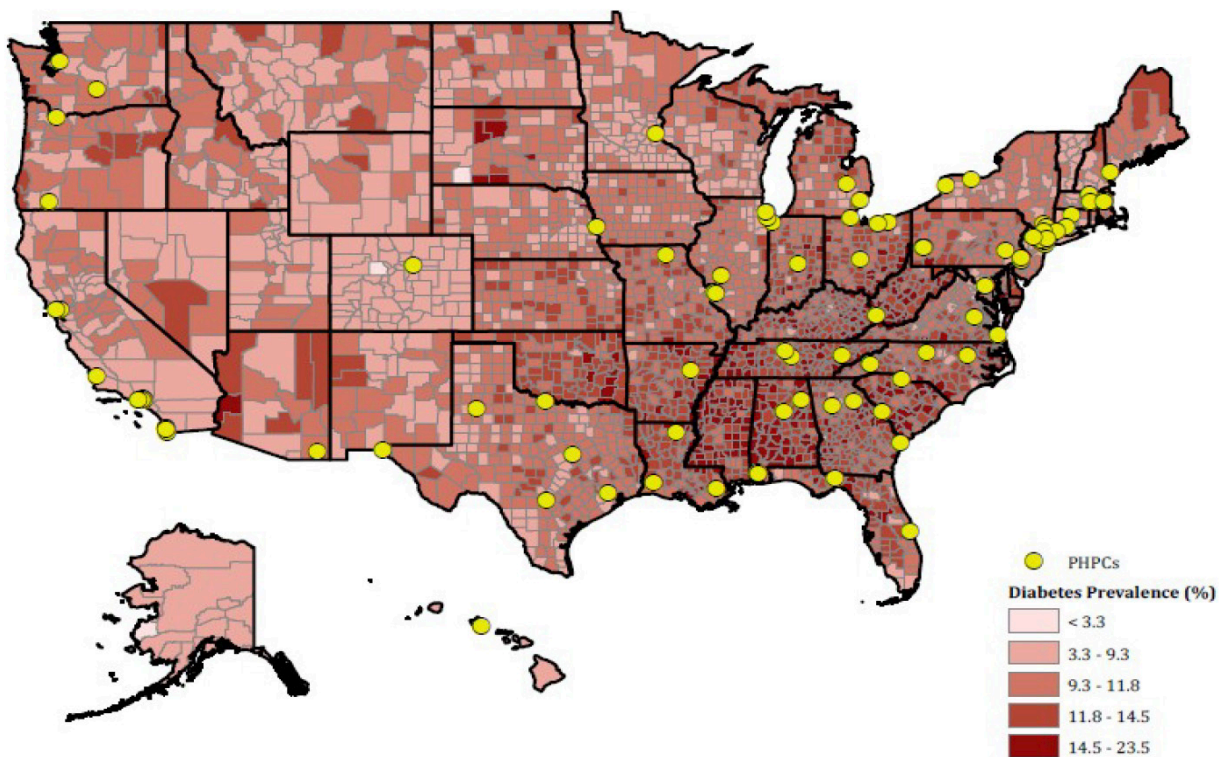 PHPCs
Diabetes Prevalence (%)
< 3.3
3.3 - 9.3
9.3 - 11.8
11.8 - 14.5
14.5 - 23.5